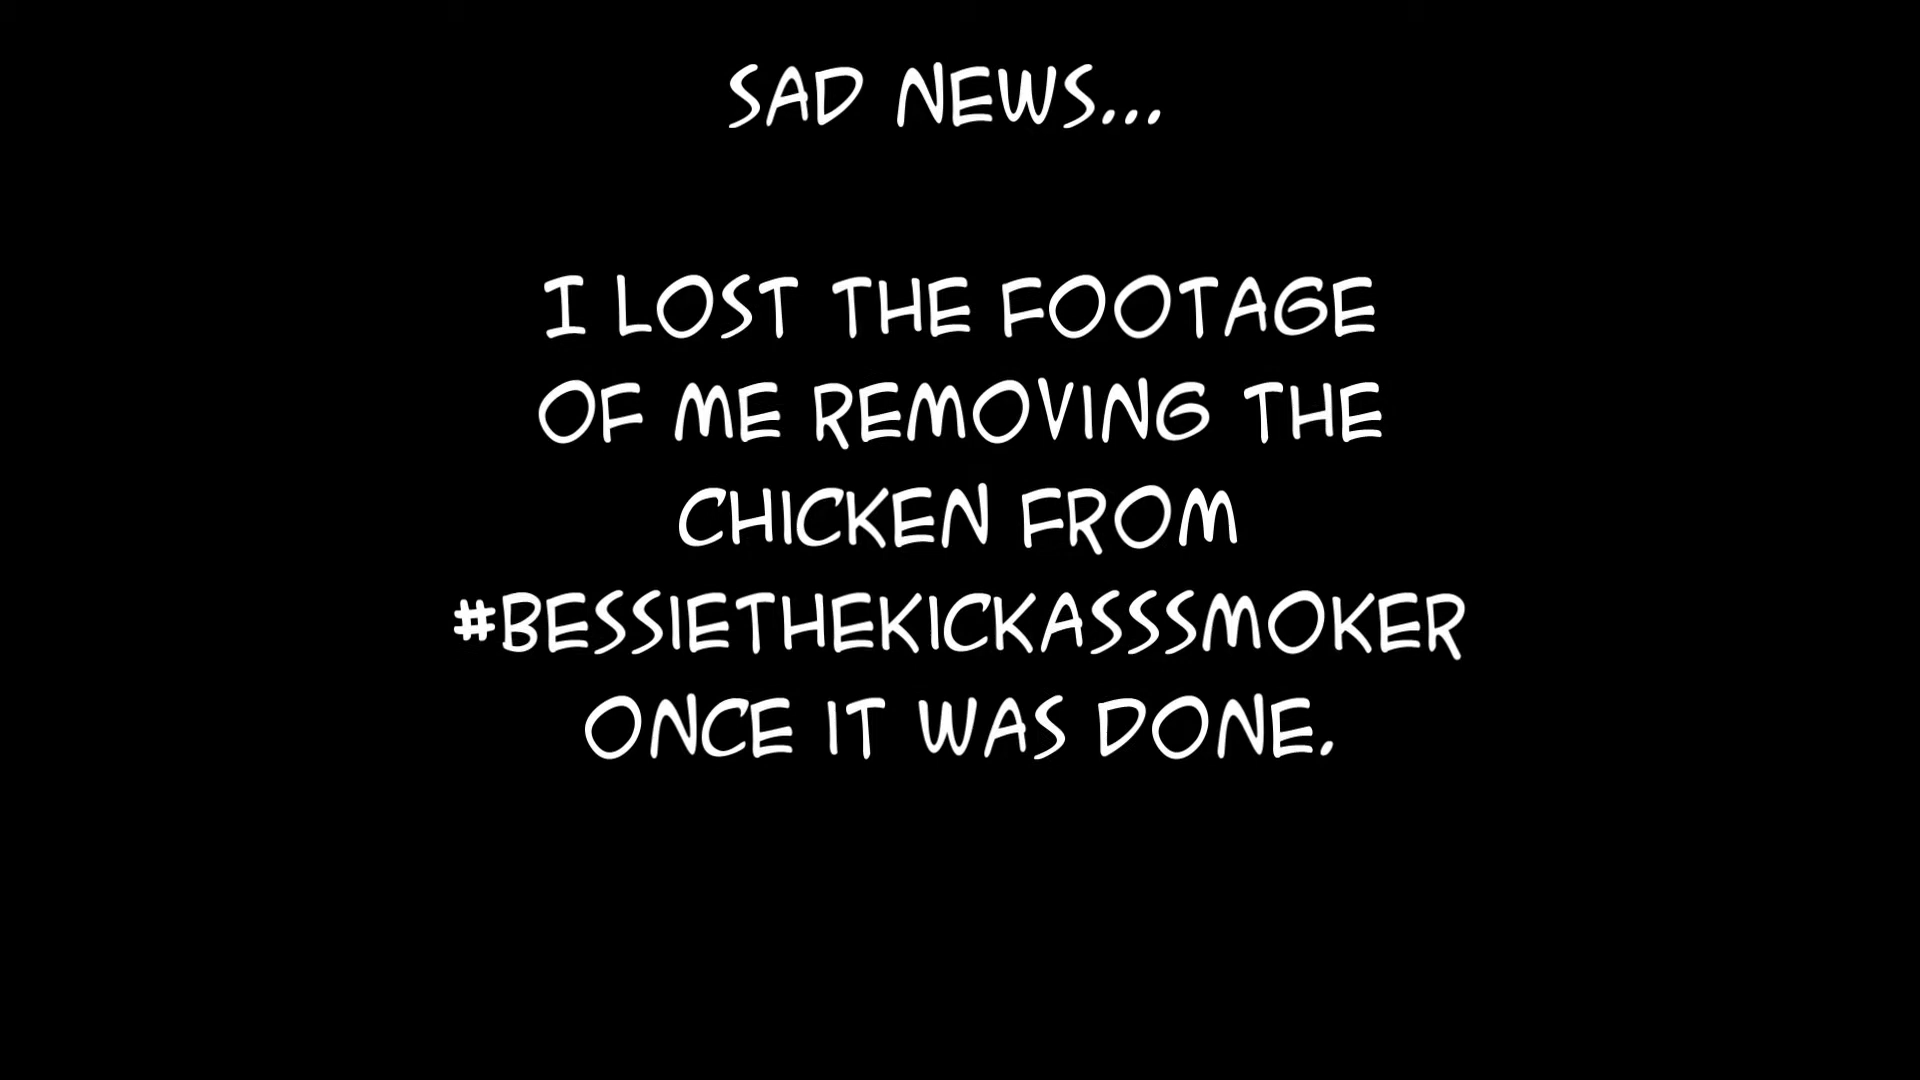 SAD NEWS...
I LOST THE FOOTAGE
OF ME REMOVING THE
CHICKEN FROM
#BESSIETHEKICKASSSMOKER
ONCE IT WAS DONE.